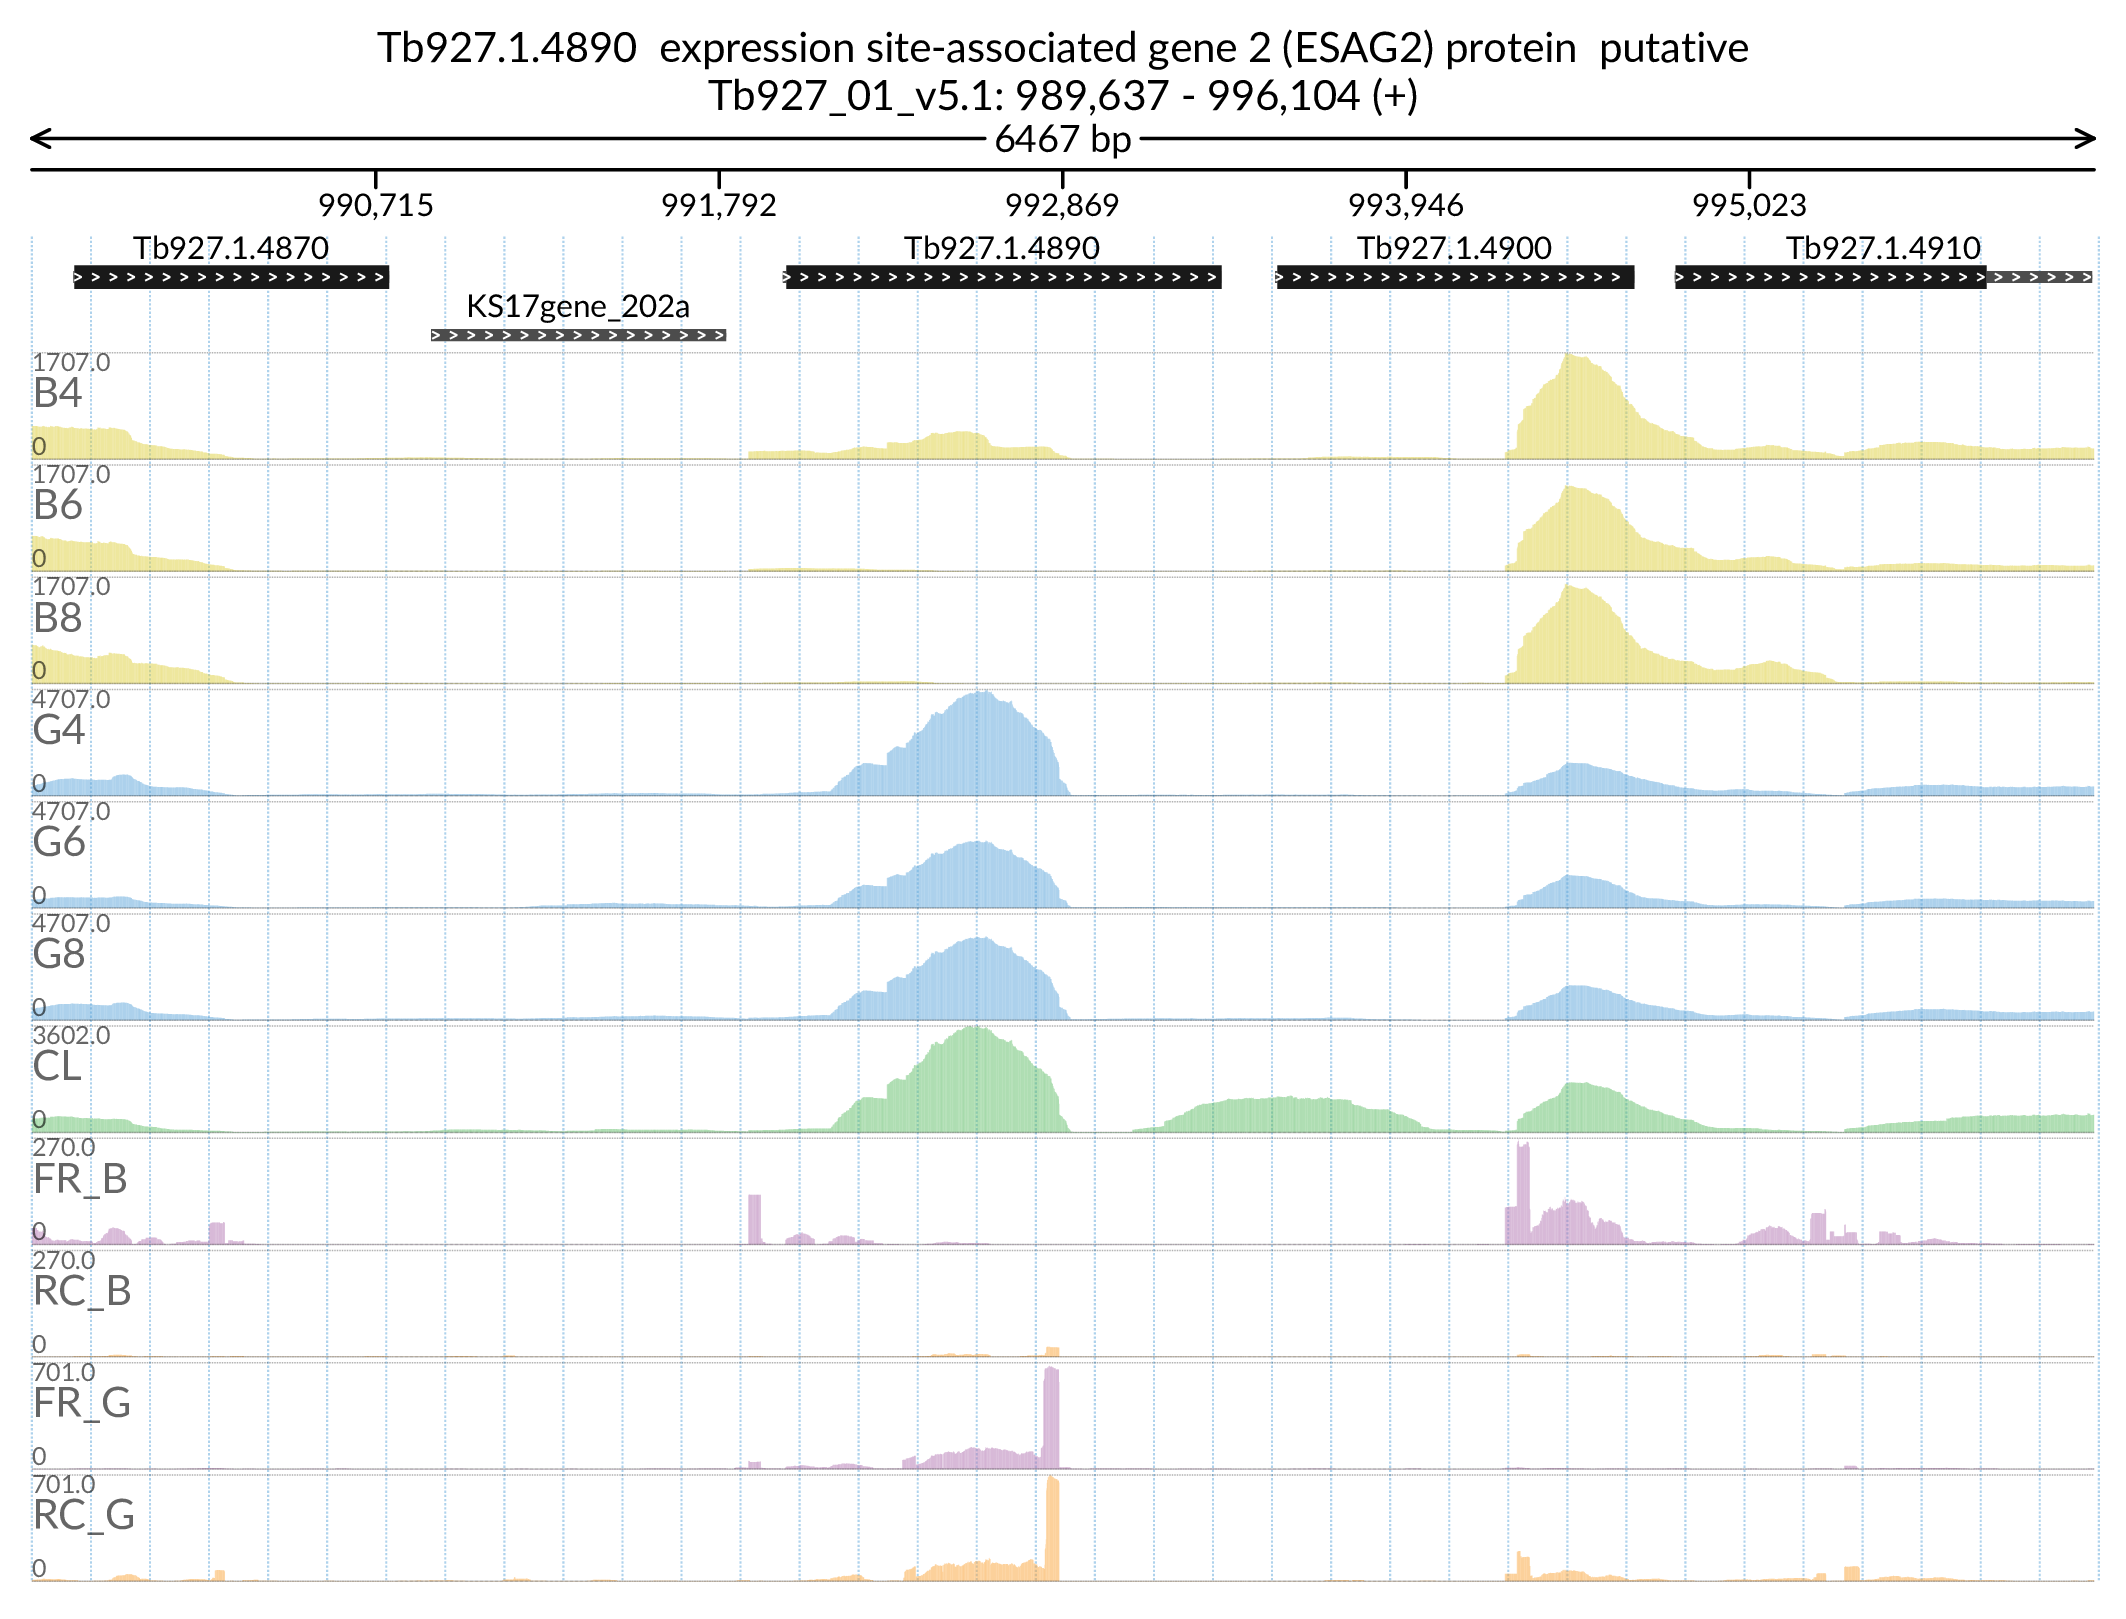 Tb927.1.4890  expression site-associated gene 2 (ESAG2) protein  putative
Tb927_01_v5.1: 989,637 - 996,104 (+)
6467 bp
990,715 991,792 992,869 993,946 995,023
Tb927.1.4870 Tb927.1.4890 Tb927.1.4900 Tb927.1.4910
KS17gene_202a
1707.0
B4
0
1707.0
B6
0
1707.0
B8
0
4707.0
G4
0
4707.0
G6
0
4707.0
G8
0
3602.0
CL
0
270.0
FR_B
0
270.0
RC_B
0
701.0
FR_G
0
701.0
RC_G
0